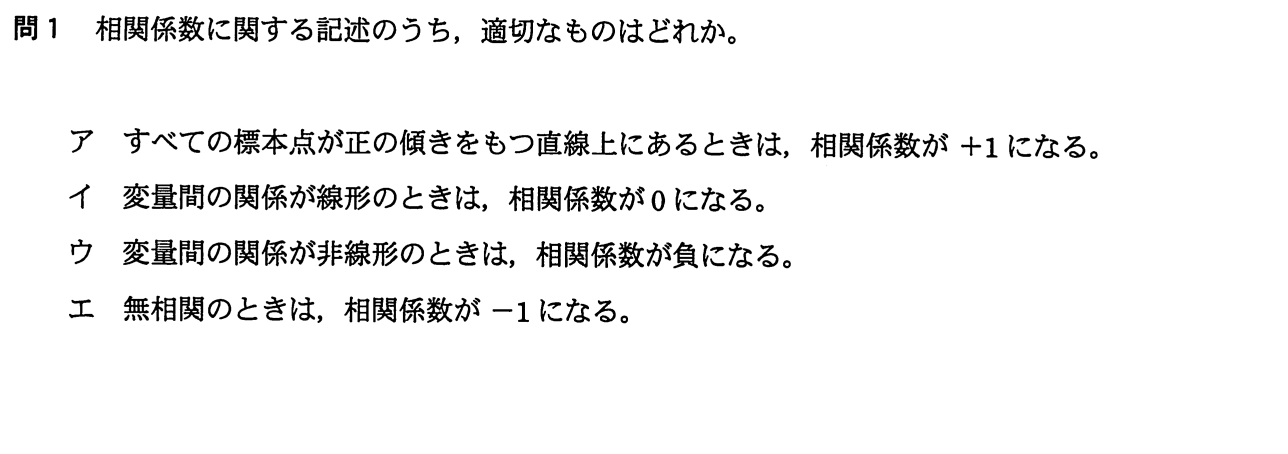 問1 相関係数に関する記述のうち，適切なものはどれか。
ア すべての標本点が正の傾きをもつ直線上にあるときは，相関係数が +1 になる。
イ 変量間の関係が線形のときは，相関係数が 0 になる。
ウ 変量間の関係が非線形のときは，相関係数が負になる。
エ 無相関のときは，相関係数が −1 になる。